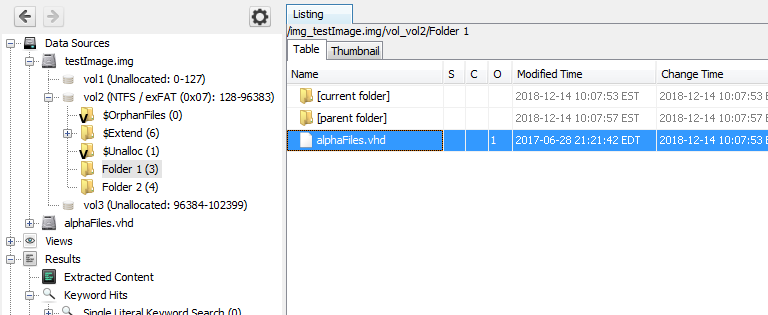 Listing
/img_testImage.img/vol_vol2/Folder 1
Table Thumbnail
Name S C O Modified Time Change Time
[current folder] 2018-12-14 10:07:53 EST 2018-12-14 10:07:53 E
[parent folder] 2018-12-14 10:07:57 EST 2018-12-14 10:07:57 E
alphaFiles.vhd 1 2017-06-28 21:21:42 EDT 2018-12-14 10:07:53 E
Data Sources
testImage.img
vol1 (Unallocated: 0-127)
vol2 (NTFS / exFAT (0x07): 128-96383)
$OrphanFiles (0)
$Extend (6)
$Unalloc (1)
Folder 1 (3)
Folder 2 (4)
vol3 (Unallocated: 96384-102399)
alphaFiles.vhd
Views
Results
Extracted Content
Keyword Hits
Single Literal Keyword Search (0)